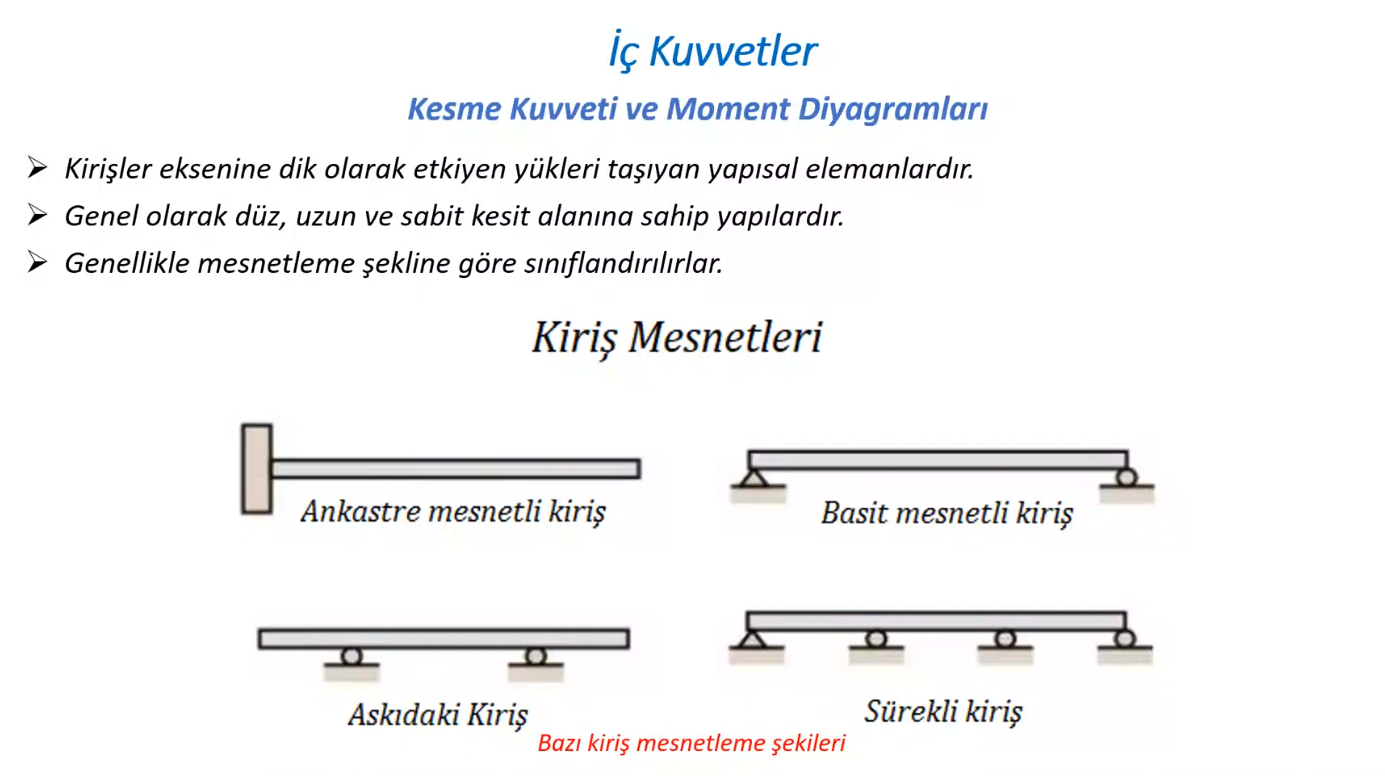 İç Kuvvetler
Kesme Kuvveti ve Moment Diyagramları
➢ Kirişler eksenine dik olarak etkiyen yükleri taşıyan yapısal elemanlardır.
➢ Genel olarak düz, uzun ve sabit kesit alanına sahip yapılardır.
➢ Genellikle mesnetleme şekline göre sınıflandırılırlar.
Kiriş Mesnetleri
Ankastre mesnetli kiriş
Basit mesnetli kiriş
Askıdaki Kiriş
Sürekli kiriş
Bazı kiriş mesnetleme şekileri